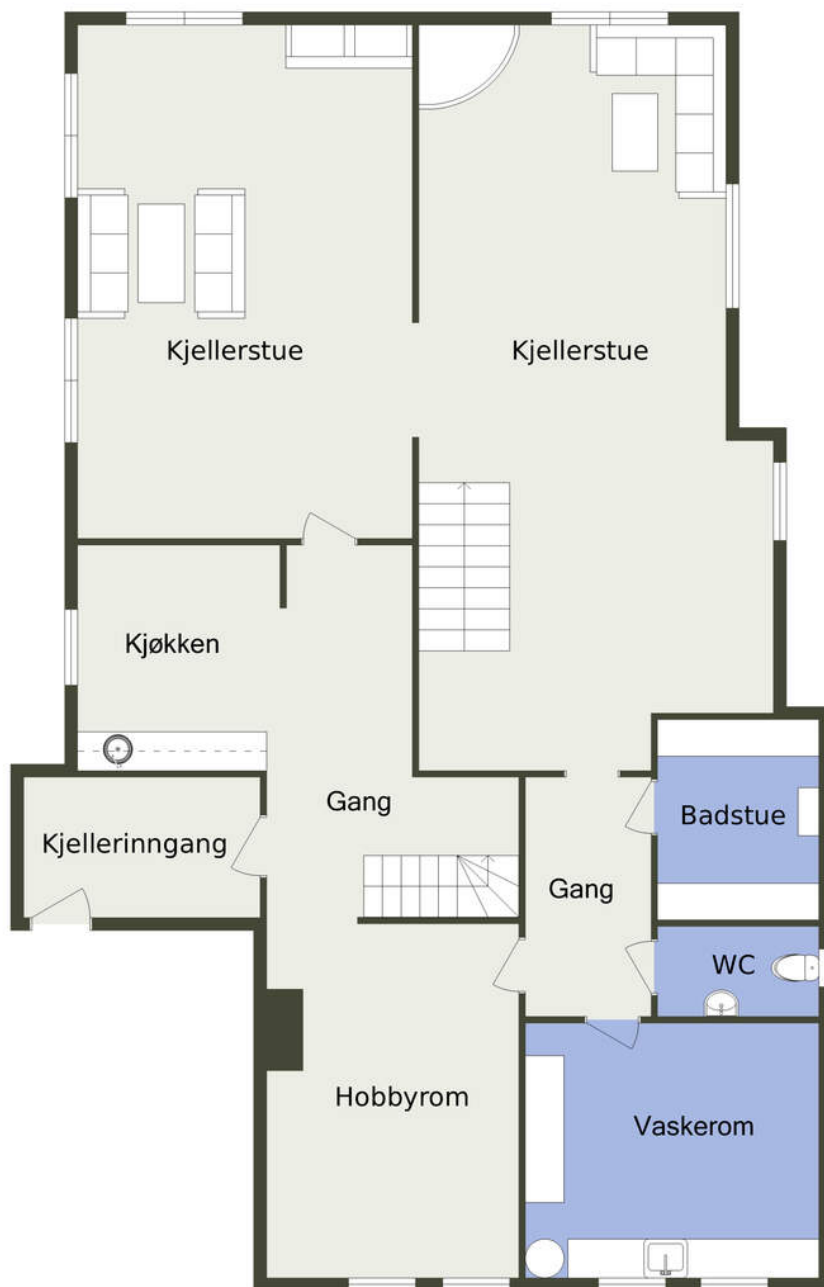 Kjellerstue
Kjellerstue
Kjøkken
Gang
Kjellerinngang
Badstue
Gang
WC
Hobbyrom
Vaskerom